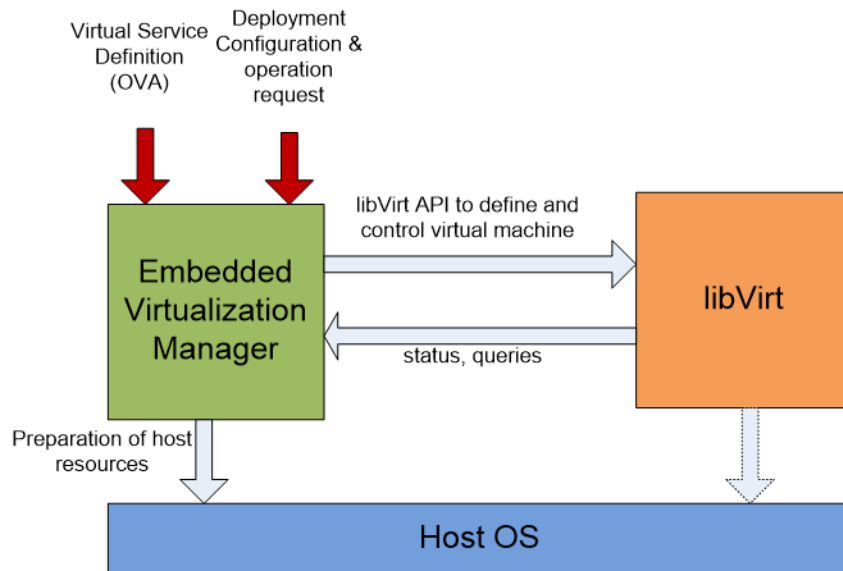 Virtual Service
Definition
(OVA)
Deployment
Configuration &
operation
request
libVirt API to define and
control virtual machine
Embedded
Virtualization
Manager
libVirt
status, queries
Preparation of host
resources
Host OS